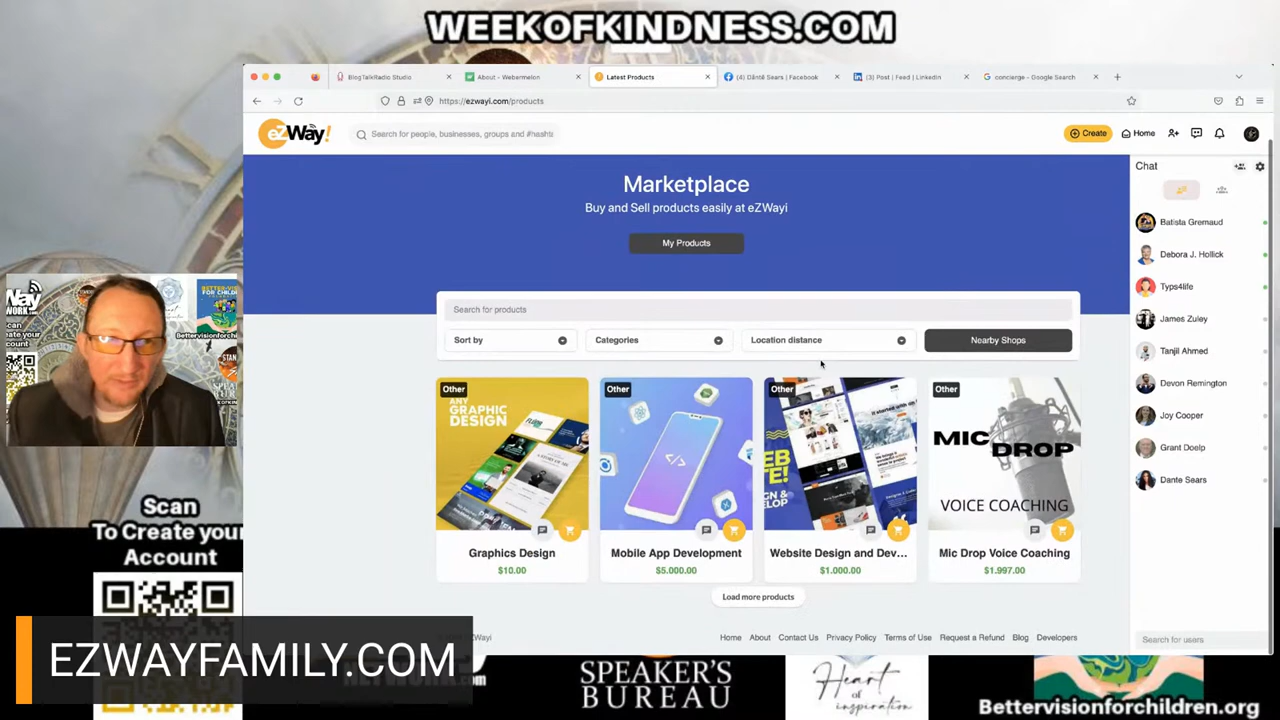 WEEKOFKINDNESS.COM
BlogTalkRadio Studio
About - Webermelon
Latest Products
(4) Dânté Sears | Facebook
(3) Post | Feed | LinkedIn
concierge - Google Search
https://ezwayi.com/products
eZWay!
Search for people, businesses, groups and #hashta
Create
Home
Marketplace
Buy and Sell products easily at eZWayi
My Products
Search for products
Sort by
Categories
Location distance
Nearby Shops
Chat
Batista Gremaud
Debora J. Hollick
Typs4life
James Zuley
Tanjil Ahmed
Devon Remington
Joy Cooper
Grant Doelp
Dante Sears
Search for users
Other
Other
Other
Other
ANY
GRAPHIC
DESIGN
MIC
DROP
VOICE COACHING
Graphics Design
$10.00
Mobile App Development
$5.000.00
Website Design and Dev...
$1.000.00
Mic Drop Voice Coaching
$1.997.00
Load more products
Home
About
Contact Us
Privacy Policy
Terms of Use
Request a Refund
Blog
Developers
Scan
To Create your
Account
EZWAYFAMILY.COM
SPEAKER'S
BUREAU
Heart
of
inspiration
Bettervisionforchildren.org